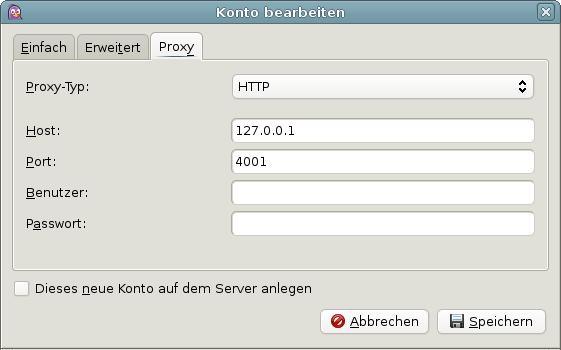 Konto bearbeiten
Einfach Erweitert Proxy
Proxy-Typ: HTTP
Host: 127.0.0.1
Port: 4001
Benutzer:
Passwort:
Dieses neue Konto auf dem Server anlegen
Abbrechen Speichern